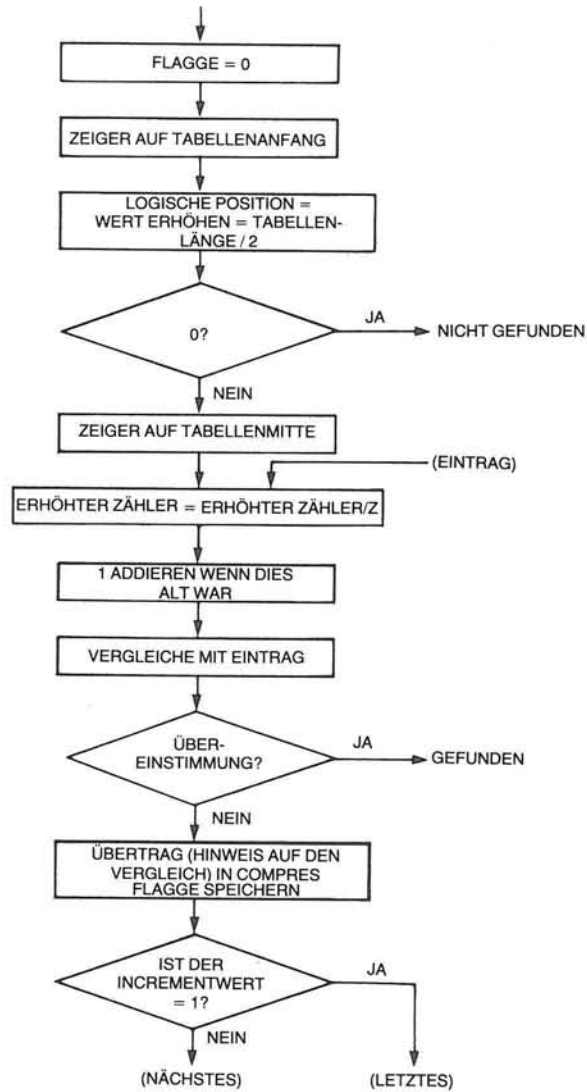 FLAGGE = 0
ZEIGER AUF TABELLENANFANG
LOGISCHE POSITION =
WERT ERHÖHEN = TABELLEN-
LÄNGE / 2
0?
JA
NICHT GEFUNDEN
NEIN
ZEIGER AUF TABELLENMITTE
(EINTRAG)
ERHÖHTER ZÄHLER = ERHÖHTER ZÄHLER/Z
1 ADDIEREN WENN DIES
ALT WAR
VERGLEICHE MIT EINTRAG
ÜBER-
EINSTIMMUNG?
JA
GEFUNDEN
NEIN
ÜBERTRAG (HINWEIS AUF DEN
VERGLEICH) IN COMPRES
FLAGGE SPEICHERN
IST DER
INCREMENTWERT
= 1?
JA
NEIN
(NÄCHSTES)
(LETZTES)